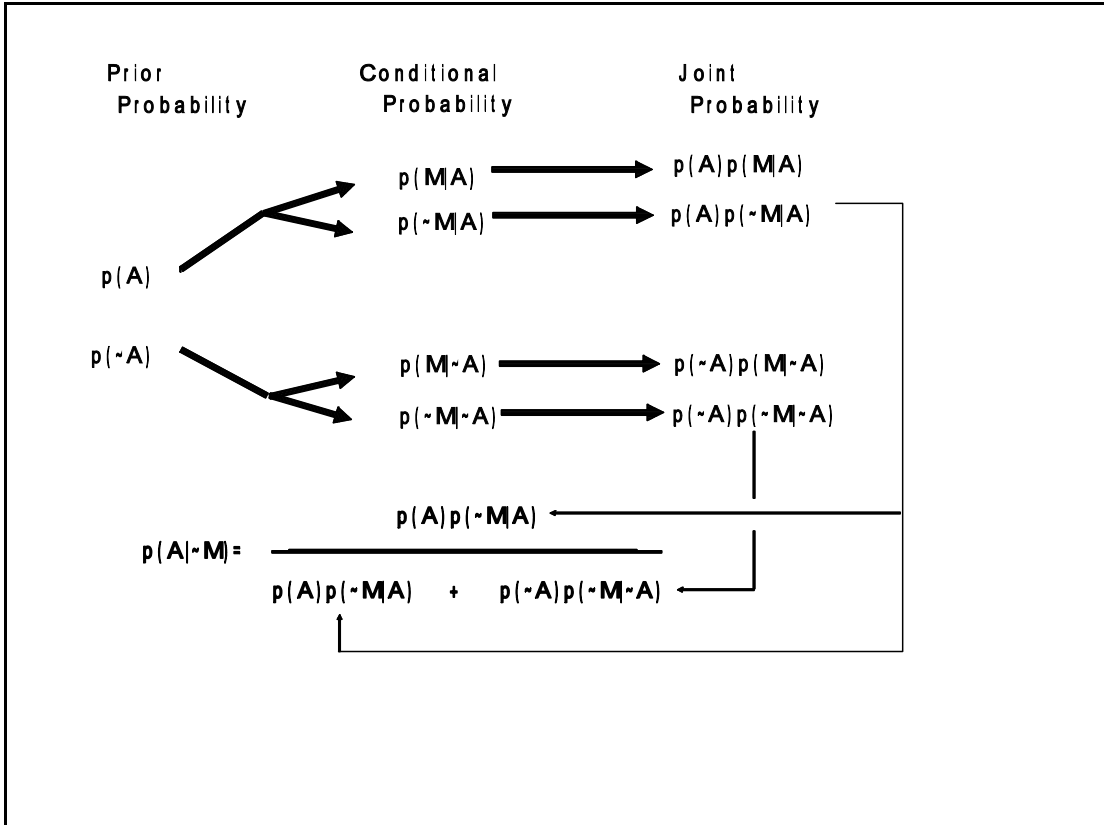 Prior Conditional Joint
Probability Probability Probability
p(M|A) p(A)p(M|A)
p(~M|A) p(A)p(~M|A)
p(A)
p(~A)
p(M|~A) p(~A)p(M|~A)
p(~M|~A) p(~A)p(~M|~A)
p(A)p(~M|A)
p(A|~M)=
p(A)p(~M|A) + p(~A)p(~M|~A)